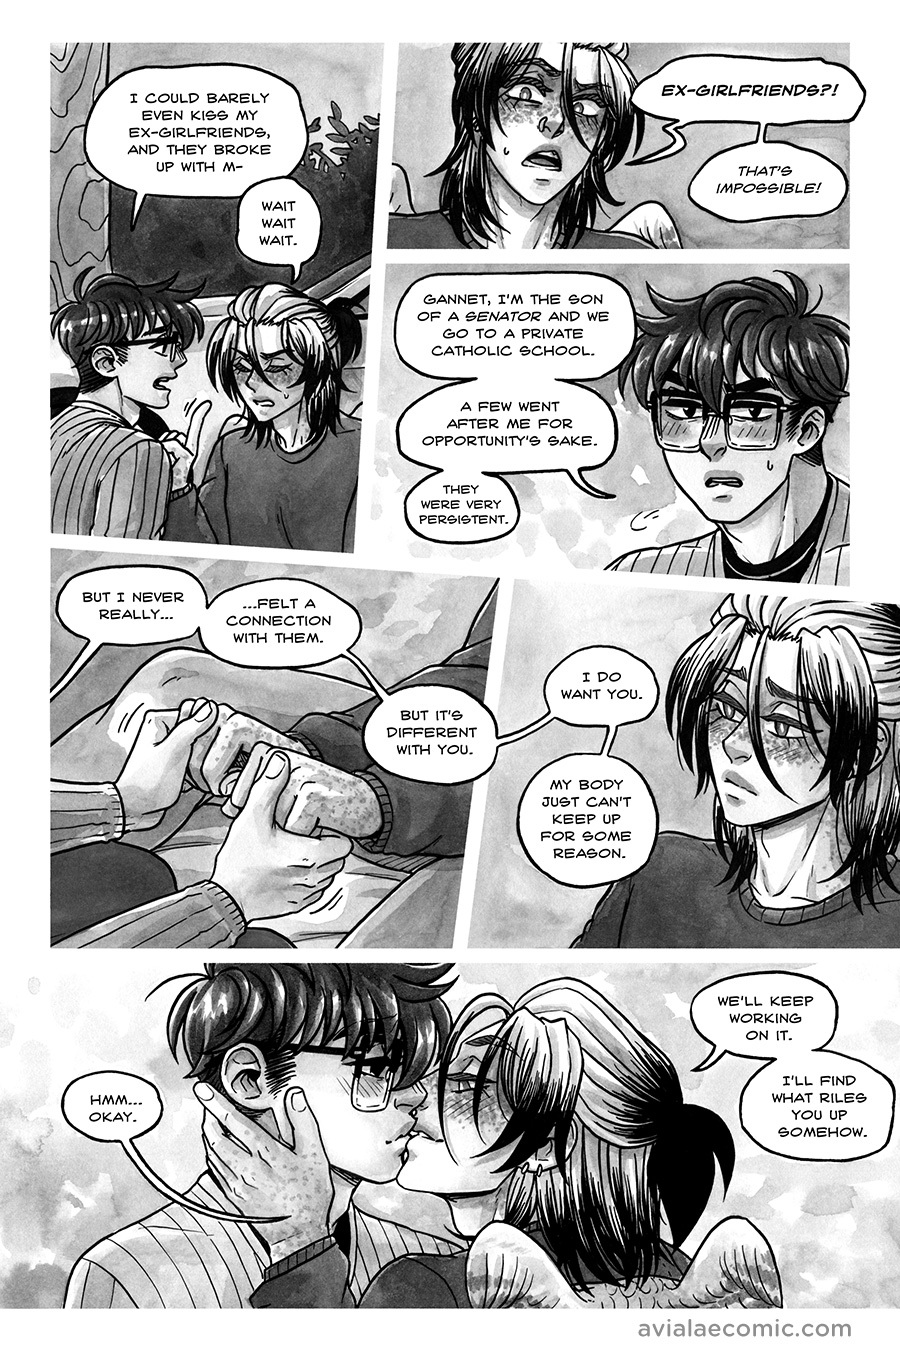 I COULD BARELY
EVEN KISS MY
EX-GIRLFRIENDS,
AND THEY BROKE
UP WITH M-
WAIT
WAIT
WAIT.
EX-GIRLFRIENDS?!
THAT'S
IMPOSSIBLE!
GANNET, I'M THE SON
OF A SENATOR AND WE
GO TO A PRIVATE
CATHOLIC SCHOOL.
A FEW WENT
AFTER ME FOR
OPPORTUNITY'S SAKE.
THEY
WERE VERY
PERSISTENT.
BUT I NEVER
REALLY...
...FELT A
CONNECTION
WITH THEM.
BUT IT'S
DIFFERENT
WITH YOU.
I DO
WANT YOU.
MY BODY
JUST CAN'T
KEEP UP
FOR SOME
REASON.
WE'LL KEEP
WORKING
ON IT.
I'LL FIND
WHAT RILES
YOU UP
SOMEHOW.
HMM...
OKAY.
avialaecomic.com